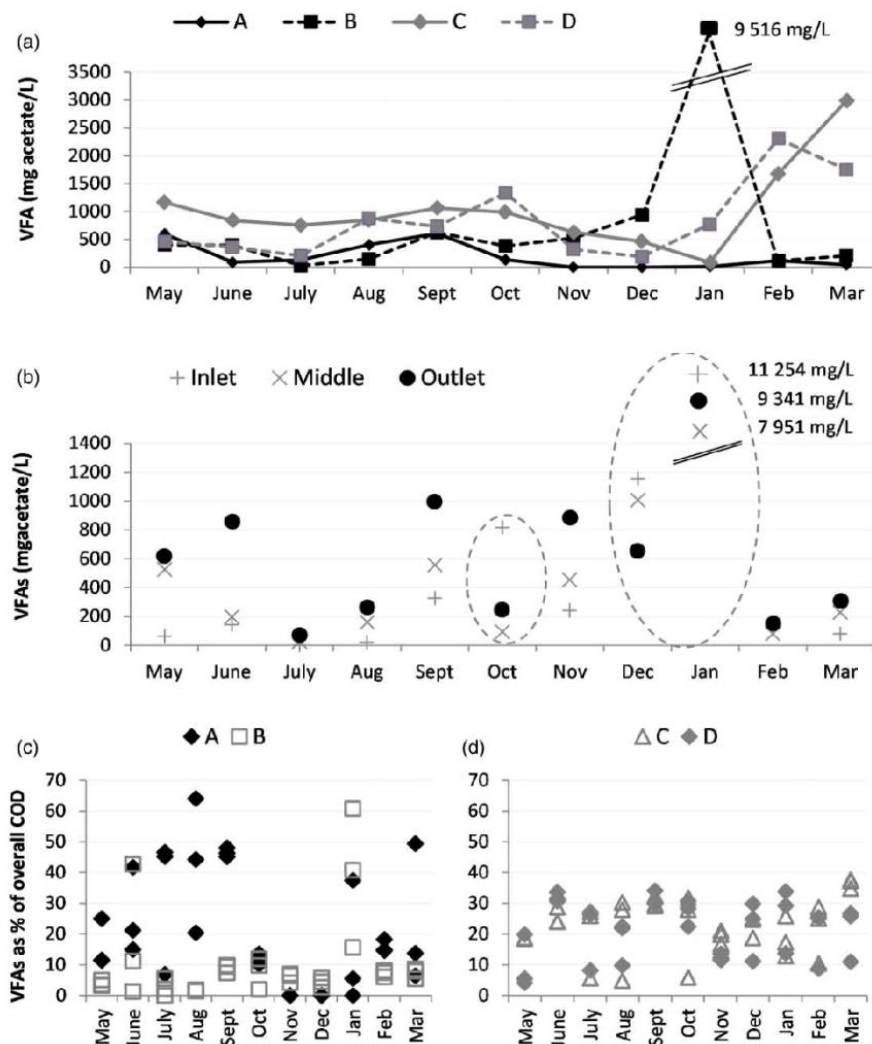 (a)
A B C D
9 516 mg/L
VFA (mg acetate/L)
3500
3000
2500
2000
1500
1000
500
0
May June July Aug Sept Oct Nov Dec Jan Feb Mar
(b)
Inlet Middle Outlet
11 254 mg/L
9 341 mg/L
7 951 mg/L
VFAs (mgacetate/L)
1400
1200
1000
800
600
400
200
0
May June July Aug Sept Oct Nov Dec Jan Feb Mar
(c)
A B
VFAs as % of overall COD
70
60
50
40
30
20
10
0
May June July Aug Sept Oct Nov Dec Jan Feb Mar
(d)
C D
70
60
50
40
30
20
10
0
May June July Aug Sept Oct Nov Dec Jan Feb Mar